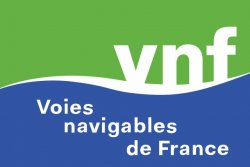 vnf
Voies
navigables
de France